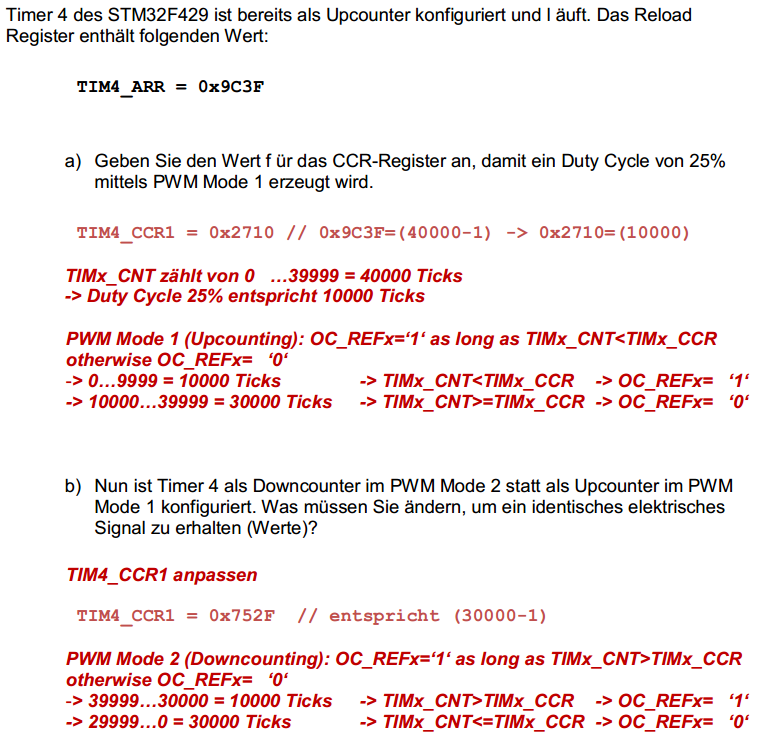 Timer 4 des STM32F429 ist bereits als Upcounter konfiguriert und l äuft. Das Reload
Register enthält folgenden Wert:
TIM4_ARR = 0x9C3F
a) Geben Sie den Wert f ür das CCR-Register an, damit ein Duty Cycle von 25%
mittels PWM Mode 1 erzeugt wird.
TIM4_CCR1 = 0x2710 // 0x9C3F=(40000-1) -> 0x2710=(10000)
TIMx_CNT zählt von 0 ...39999 = 40000 Ticks
-> Duty Cycle 25% entspricht 10000 Ticks
PWM Mode 1 (Upcounting): OC_REFx=‘1‘ as long as TIMx_CNT<TIMx_CCR
otherwise OC_REFx= ‘0‘
-> 0...9999 = 10000 Ticks -> TIMx_CNT<TIMx_CCR -> OC_REFx= ‘1‘
-> 10000...39999 = 30000 Ticks -> TIMx_CNT>=TIMx_CCR -> OC_REFx= ‘0‘
b) Nun ist Timer 4 als Downcounter im PWM Mode 2 statt als Upcounter im PWM
Mode 1 konfiguriert. Was müssen Sie ändern, um ein identisches elektrisches
Signal zu erhalten (Werte)?
TIM4_CCR1 anpassen
TIM4_CCR1 = 0x752F // entspricht (30000-1)
PWM Mode 2 (Downcounting): OC_REFx=‘1‘ as long as TIMx_CNT>TIMx_CCR
otherwise OC_REFx= ‘0‘
-> 39999...30000 = 10000 Ticks -> TIMx_CNT>TIMx_CCR -> OC_REFx= ‘1‘
-> 29999...0 = 30000 Ticks -> TIMx_CNT<=TIMx_CCR -> OC_REFx= ‘0‘